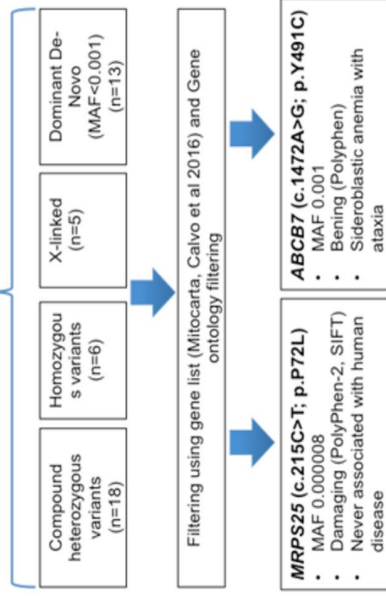 Compound
heterozygous
variants
(n=18)
Homozygou
s variants
(n=6)
X-linked
(n=5)
Dominant De-
Novo
(MAF<0.001)
(n=13)
Filtering using gene list (Mitocarta, Calvo et al 2016) and Gene
ontology filtering
MRPS25 (c.215C>T; p.P72L)
• MAF 0.000008
• Damaging (PolyPhen-2, SIFT)
• Never associated with human
disease
ABCB7 (c.1472A>G; p.Y491C)
• MAF 0.001
• Bening (Polyphen)
• Sideroblastic anemia with
ataxia